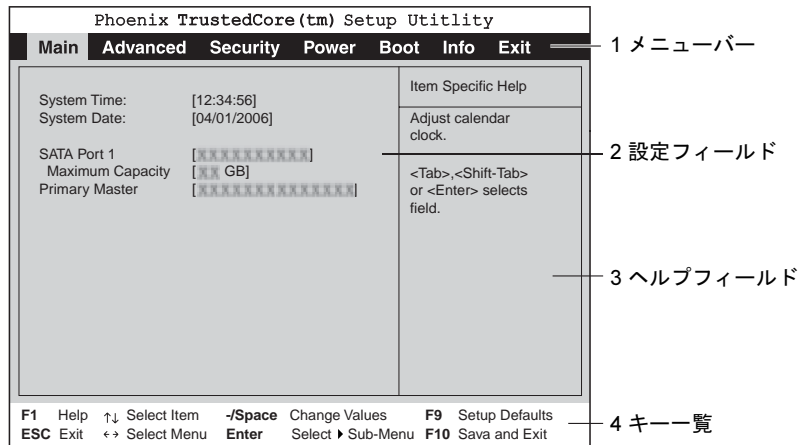 Phoenix TrustedCore(tm) Setup Utitlity
Main Advanced Security Power Boot Info Exit
1 メニューバー
System Time: [12:34:56]
System Date: [04/01/2006]
SATA Port 1 [XXXXXXXXXX]
Maximum Capacity [XX GB]
Primary Master [XXXXXXXXXXXXXX]
2 設定フィールド
Item Specific Help
Adjust calendar
clock.
<Tab>,<Shift-Tab>
or <Enter> selects
field.
3 ヘルプフィールド
F1 Help ↑↓ Select Item -/Space Change Values F9 Setup Defaults
ESC Exit ←→ Select Menu Enter Select ▶ Sub-Menu F10 Sava and Exit
4 キー一覧